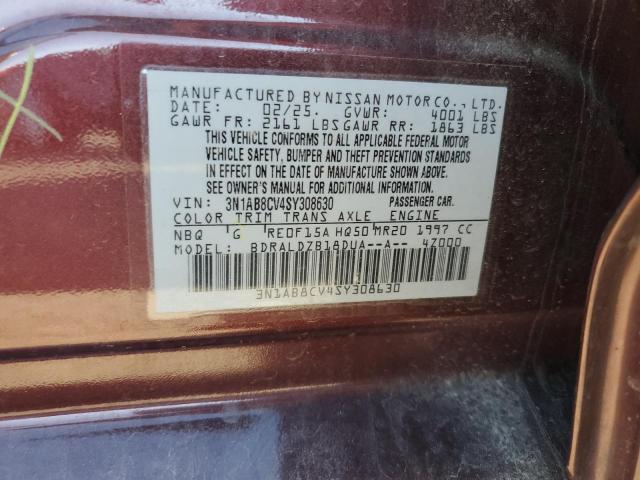 MANUFACTURED BY NISSAN MOTOR CO., LTD.
DATE: 02/25. GVWR: 4001 LBS
GAWR FR: 2161 LBS GAWR RR: 1863 LBS
THIS VEHICLE CONFORMS TO ALL APPLICABLE FEDERAL MOTOR
VEHICLE SAFETY, BUMPER AND THEFT PREVENTION STANDARDS
IN EFFECT ON THE DATE OF MANUFACTURE SHOWN ABOVE.
SEE OWNER'S MANUAL FOR ADDITIONAL INFORMATION.
VIN: 3N1AB8CV4SY308630 PASSENGER CAR.
COLOR TRIM TRANS AXLE ENGINE
NBQ G RE0F15A HQ50 MR20 1997 CC
MODEL: BDRALDZB18DUA--A-- 4Z000
3N1AB8CV4SY308630